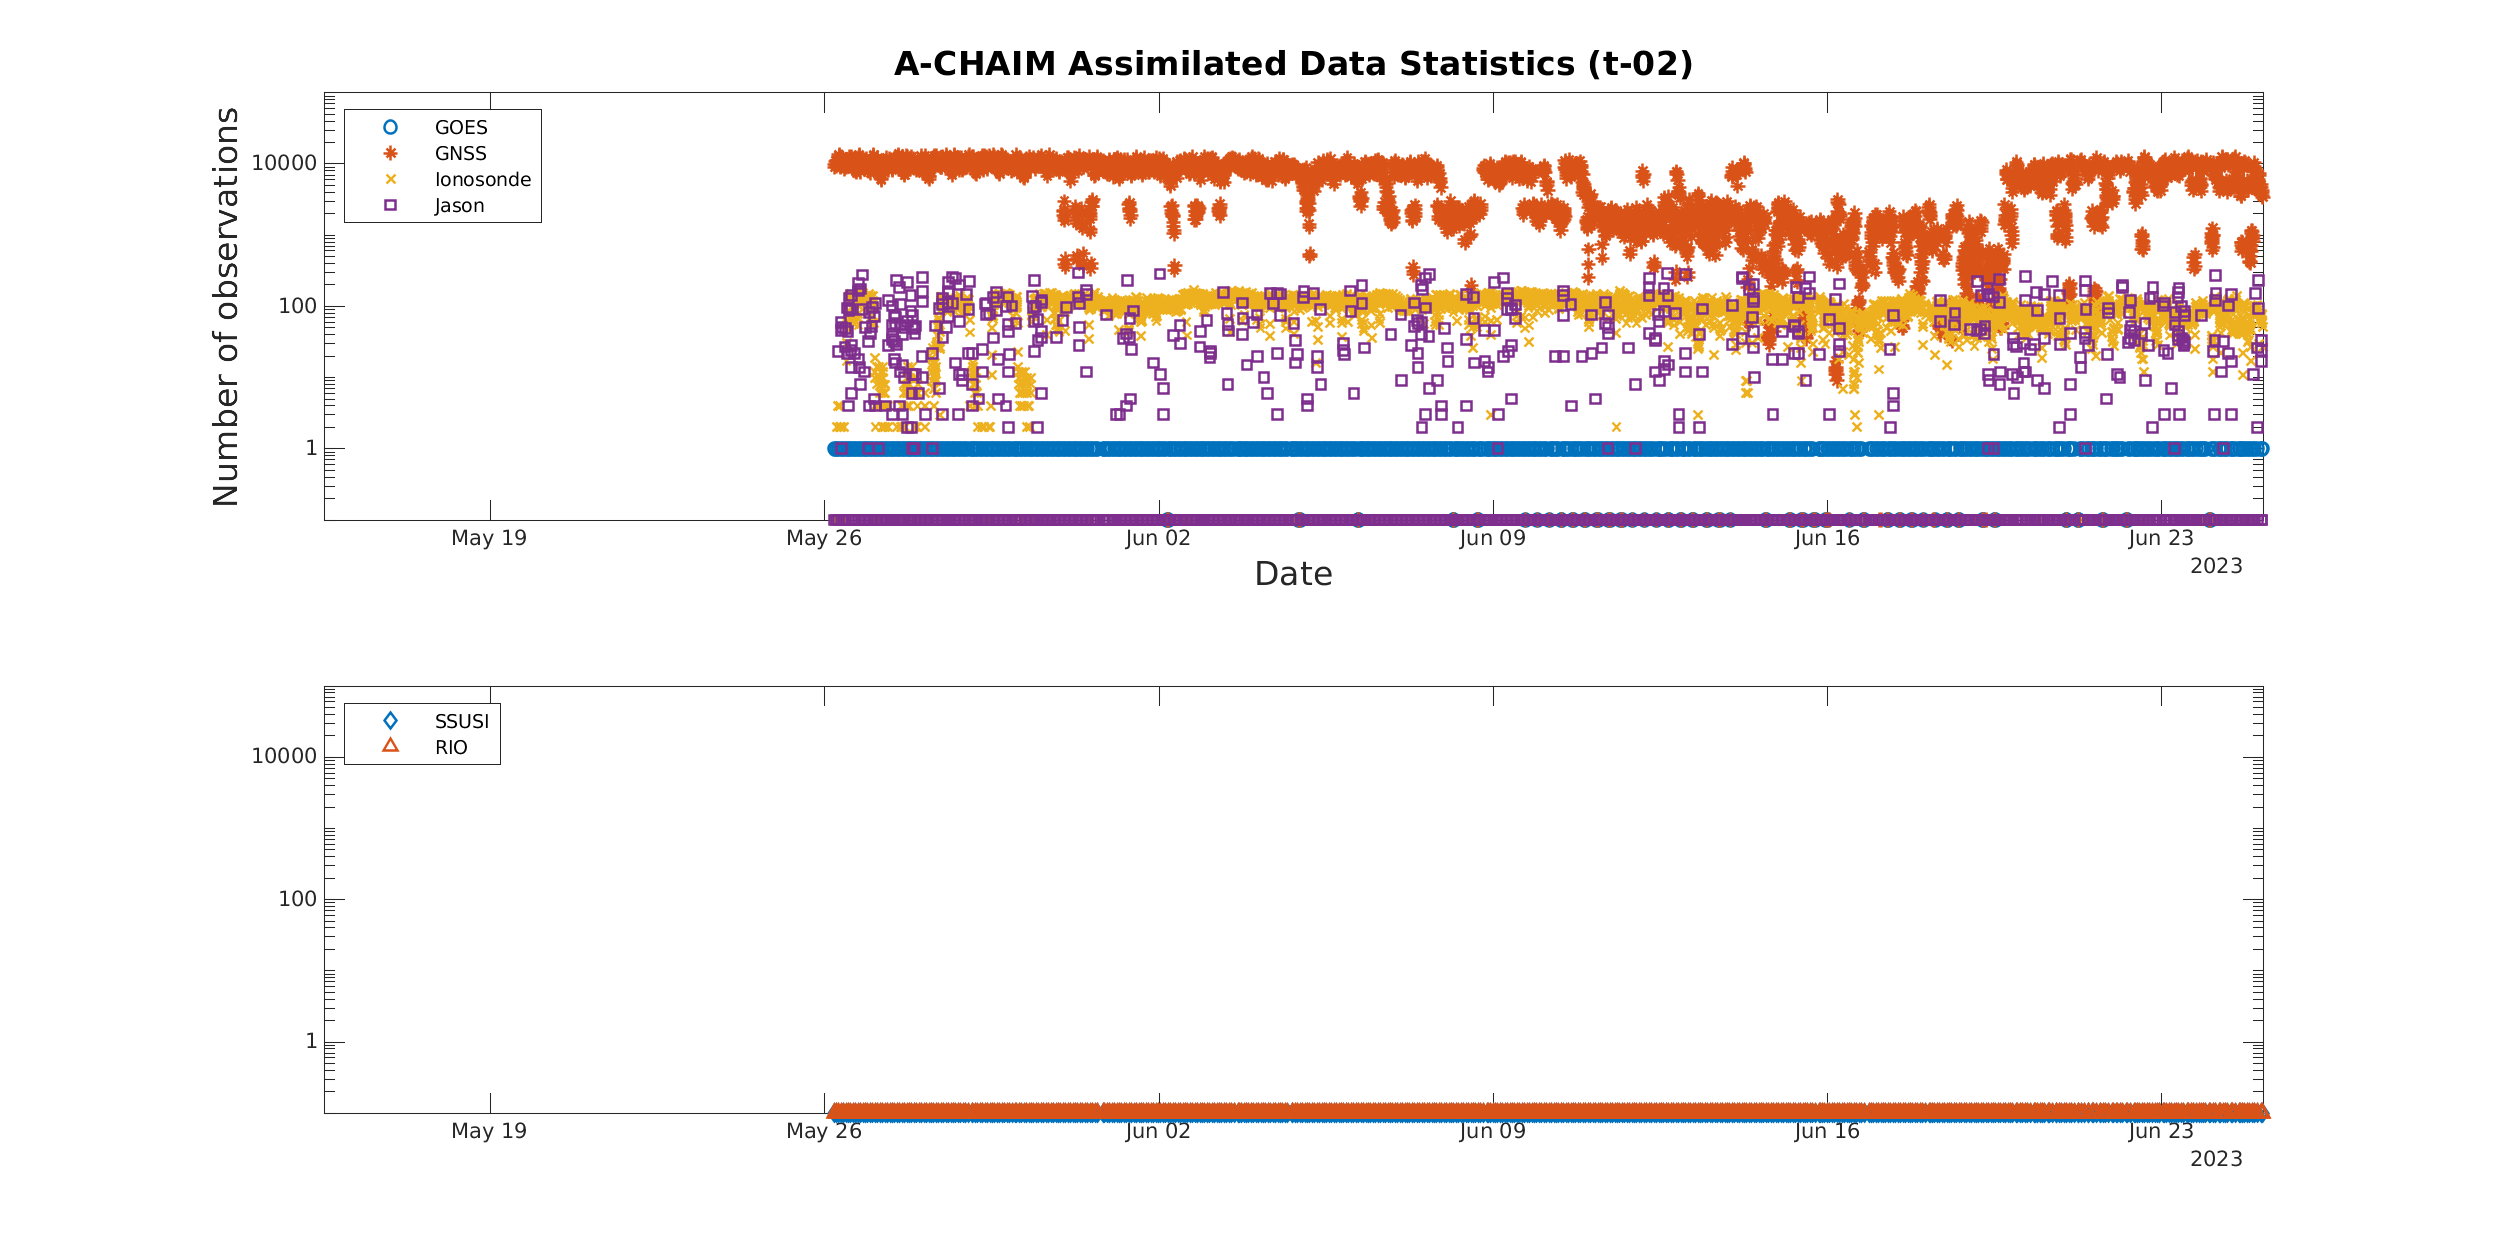 A-CHAIM Assimilated Data Statistics (t-02)
GOES
GNSS
Ionosonde
Jason
Number of observations
10000
100
1
May 19
May 26
Jun 02
Jun 09
Jun 16
Jun 23
2023
Date
SSUSI
RIO
10000
100
1
May 19
May 26
Jun 02
Jun 09
Jun 16
Jun 23
2023